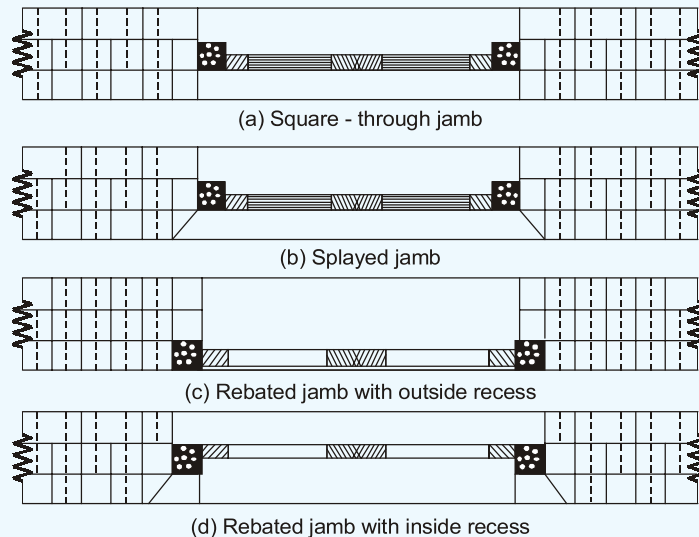 (a) Square - through jamb
(b) Splayed jamb
(c) Rebated jamb with outside recess
(d) Rebated jamb with inside recess